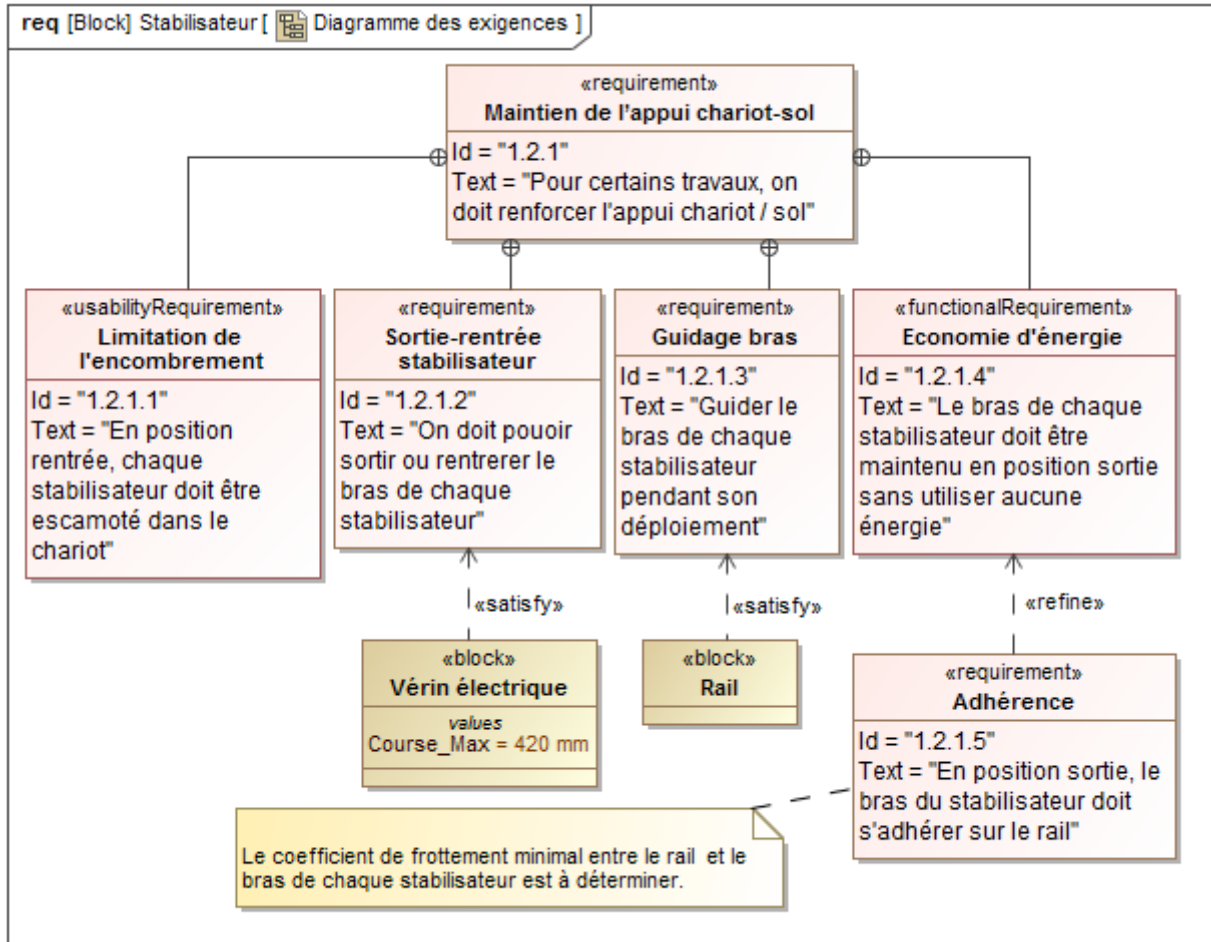 req [Block] Stabilisateur [ Diagramme des exigences ]
«requirement»
Maintien de l'appui chariot-sol
Id = "1.2.1"
Text = "Pour certains travaux, on
doit renforcer l'appui chariot / sol"
«usabilityRequirement»
Limitation de
l'encombrement
Id = "1.2.1.1"
Text = "En position
rentrée, chaque
stabilisateur doit être
escamoté dans le
chariot"
«requirement»
Sortie-rentrée
stabilisateur
Id = "1.2.1.2"
Text = "On doit pouoir
sortir ou rentrerer le
bras de chaque
stabilisateur"
«requirement»
Guidage bras
Id = "1.2.1.3"
Text = "Guider le
bras de chaque
stabilisateur
pendant son
déploiement"
«functionalRequirement»
Economie d'énergie
Id = "1.2.1.4"
Text = "Le bras de chaque
stabilisateur doit être
maintenu en position sortie
sans utiliser aucune
énergie"
«satisfy»
«satisfy»
«refine»
«block»
Vérin électrique
values
Course_Max = 420 mm
«block»
Rail
«requirement»
Adhérence
Id = "1.2.1.5"
Text = "En position sortie, le
bras du stabilisateur doit
s'adhérer sur le rail"
Le coefficient de frottement minimal entre le rail et le
bras de chaque stabilisateur est à déterminer.